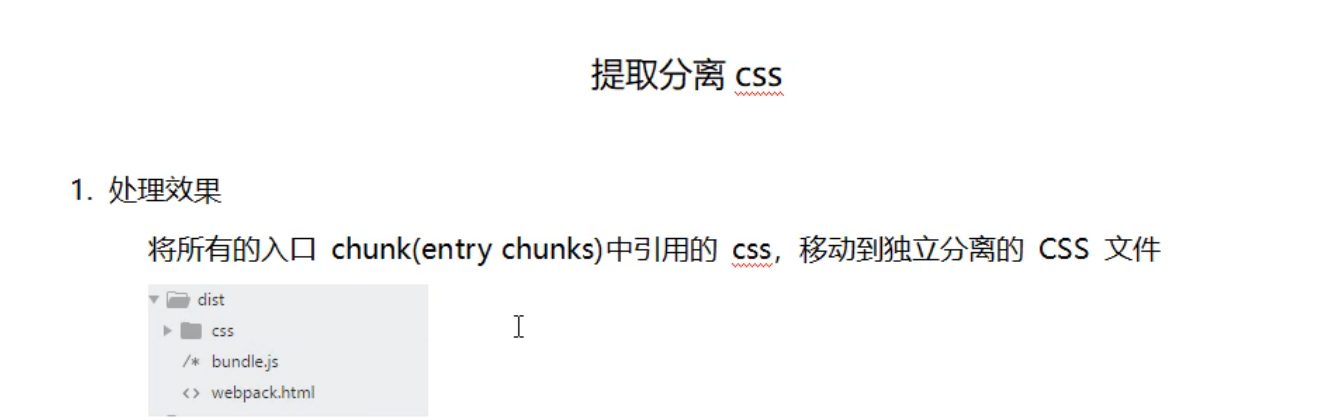 提取分离 css
1. 处理效果
将所有的入口 chunk(entry chunks)中引用的 css，移动到独立分离的 CSS 文件
dist
css
/* bundle.js
<> webpack.html